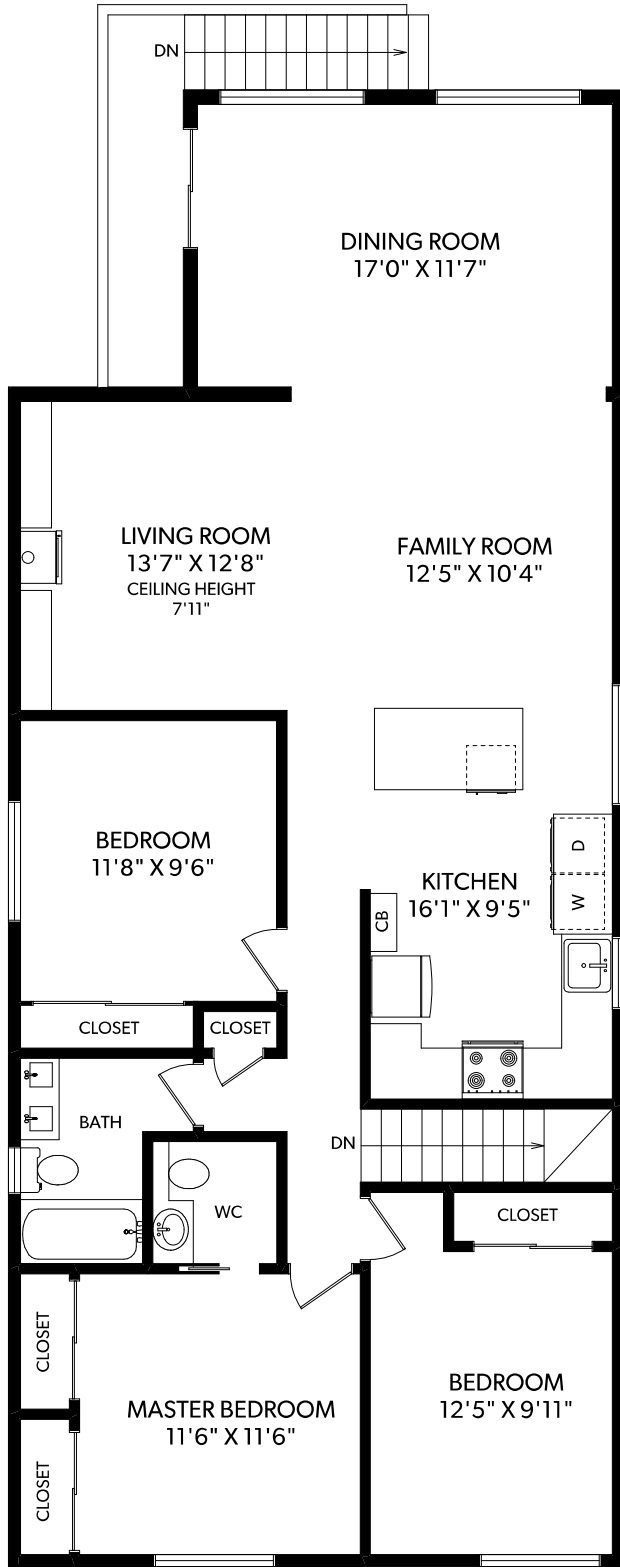 DN
DINING ROOM
17'0" X 11'7"
LIVING ROOM
13'7" X 12'8"
CEILING HEIGHT
7'11"
FAMILY ROOM
12'5" X 10'4"
BEDROOM
11'8" X 9'6"
D
W
KITCHEN
16'1" X 9'5"
CB
CLOSET
CLOSET
BATH
DN
WC
CLOSET
CLOSET
BEDROOM
12'5" X 9'11"
MASTER BEDROOM
11'6" X 11'6"
CLOSET